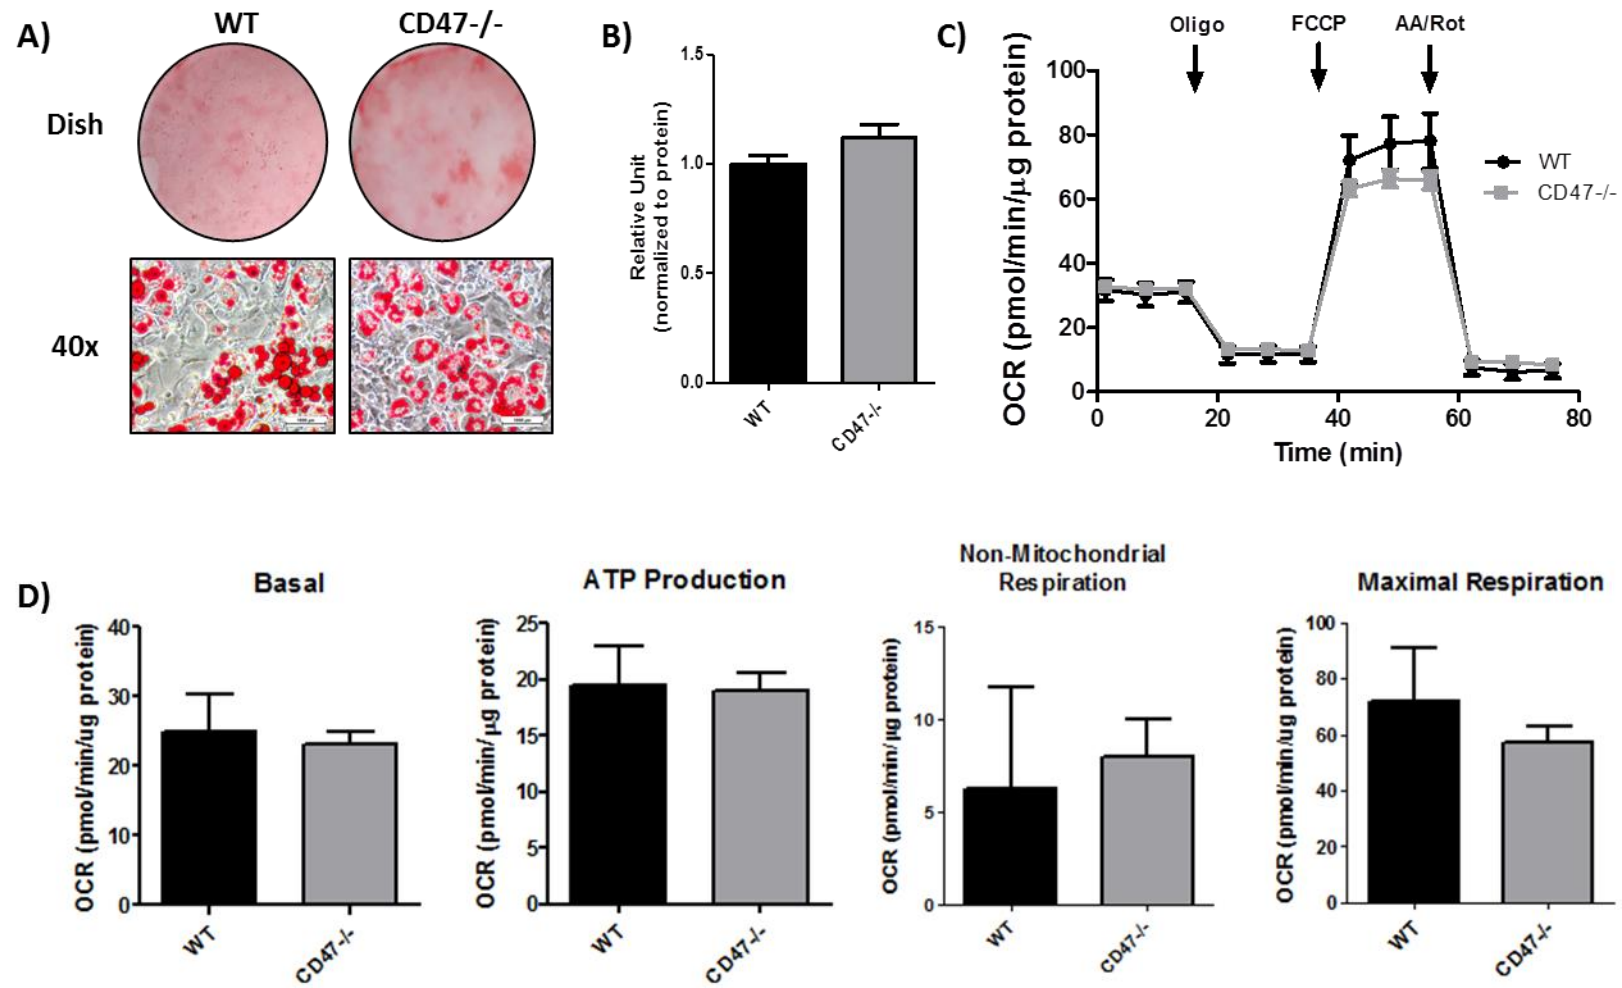 A)
WT
CD47-/-
Dish
40x
B)
Relative Unit
(normalized to protein)
1.5
1.0
0.5
0.0
WT
CD47-/-
C)
Oligo
FCCP
AA/Rot
OCR (pmol/min/µg protein)
100
80
60
40
20
0
0
20
40
60
80
Time (min)
WT
CD47-/-
D)
Basal
OCR (pmol/min/ug protein)
40
30
20
10
0
WT
CD47-/-
ATP Production
OCR (pmol/min/ µg protein)
25
20
15
10
5
0
WT
CD47-/-
Non-Mitochondrial
Respiration
OCR (pmol/min/ µg protein)
15
10
5
0
WT
CD47-/-
Maximal Respiration
OCR (pmol/min/ug protein)
100
80
60
40
20
0
WT
CD47-/-